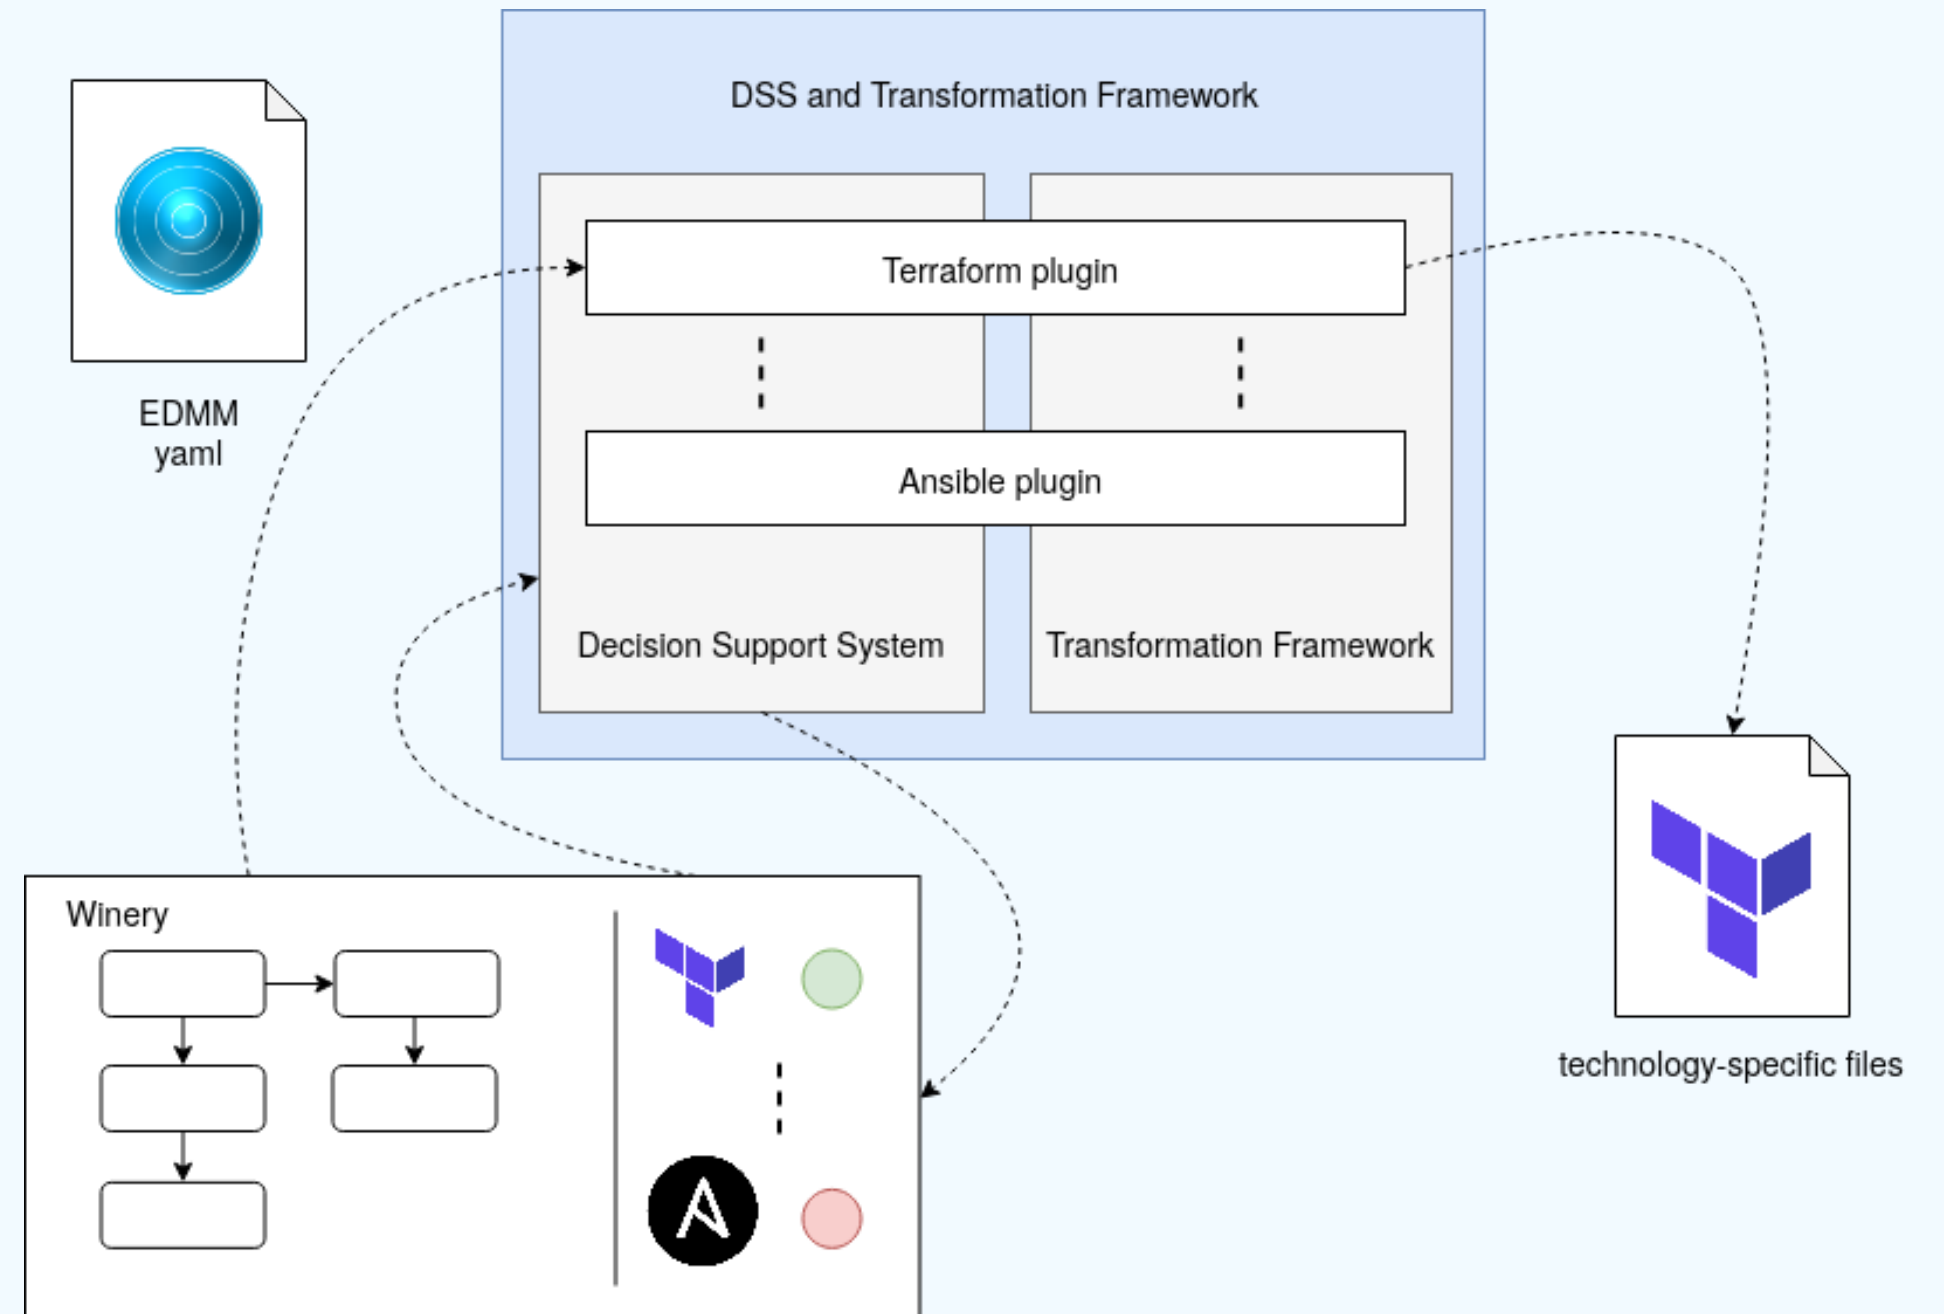 DSS and Transformation Framework
Terraform plugin
EDMM
yaml
Ansible plugin
Decision Support System
Transformation Framework
Winery
technology-specific files